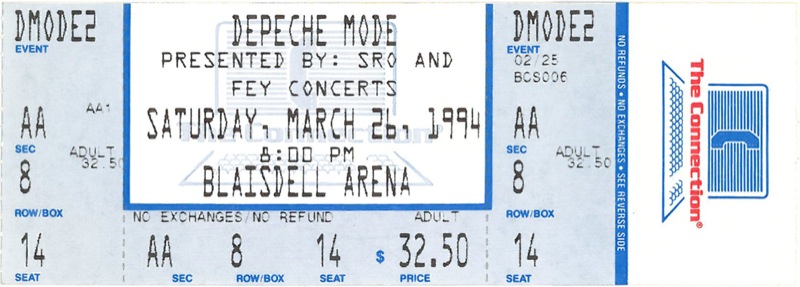 DMODE2
EVENT
AA1
AA
SEC
ADULT
32.50
8
ROW/BOX
14
SEAT
DEPECHE MODE
PRESENTED BY: SRO AND
FEY CONCERTS
SATURDAY, MARCH 26, 1994
8:00 PM
BLAISDELL ARENA
The Connection®
NO EXCHANGES/NO REFUND ADULT
AA 8 14 $ 32.50
SEC ROW/BOX SEAT PRICE
DMODE2
EVENT
02/25
BCS006
AA
SEC
ADULT
32.50
8
ROW/BOX
14
SEAT
NO REFUNDS • NO EXCHANGES • SEE REVERSE SIDE
The Connection®